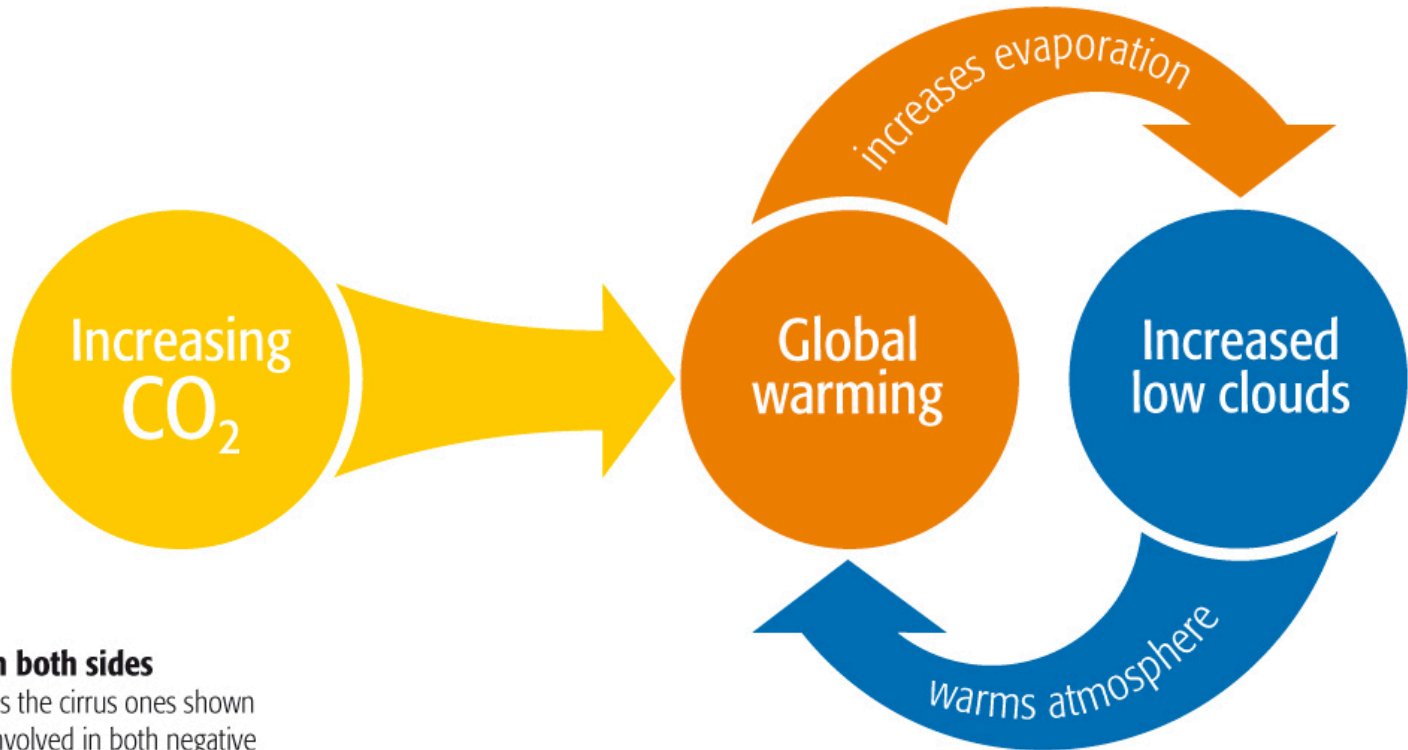 increases evaporation
Increasing
CO₂
Global
warming
Increased
low clouds
warms atmosphere
both sides
s the cirrus ones shown
volved in both negative